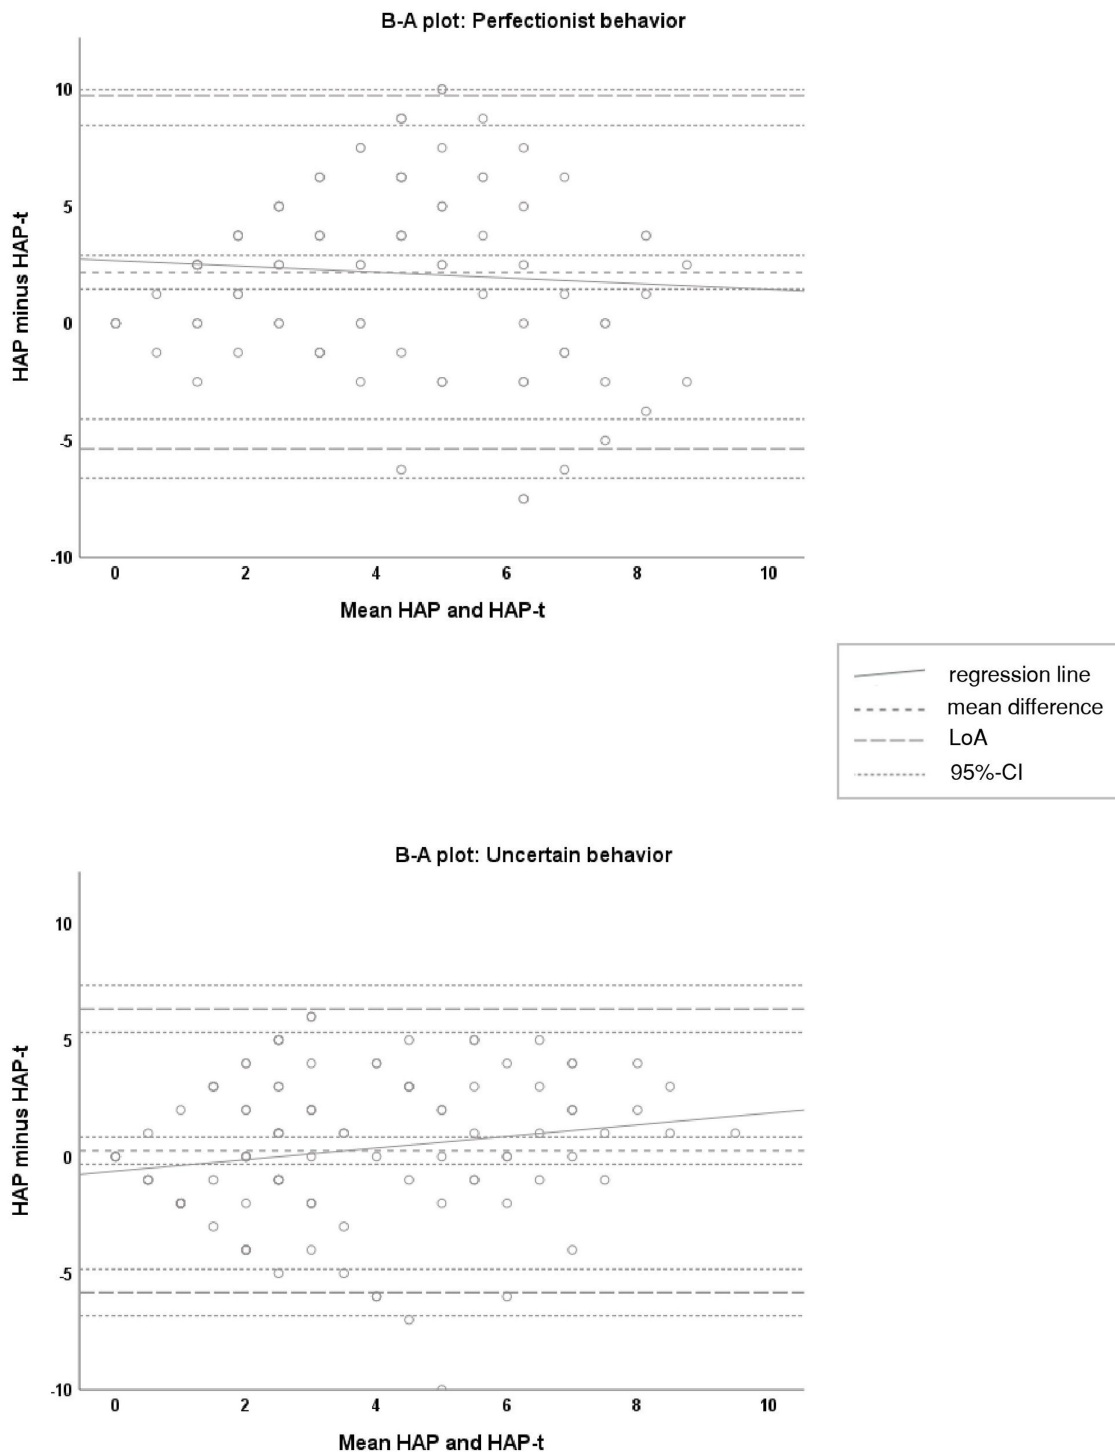 B-A plot: Perfectionist behavior
10
5
0
-5
-10
HAP minus HAP-t
0 2 4 6 8 10
Mean HAP and HAP-t
regression line
mean difference
LoA
95%-CI
B-A plot: Uncertain behavior
10
5
0
-5
-10
HAP minus HAP-t
0 2 4 6 8 10
Mean HAP and HAP-t